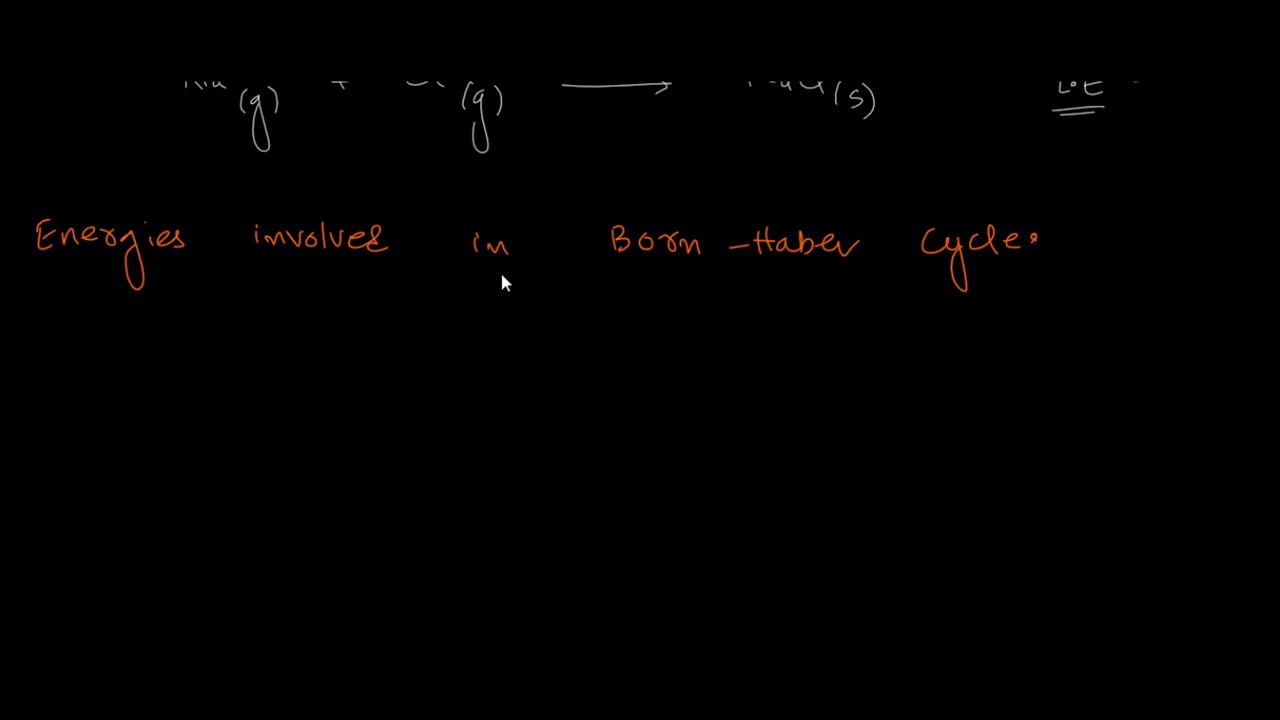 (g) + (g) ⟶ (s) L.E
Energies involved in Born-Haber Cycle.